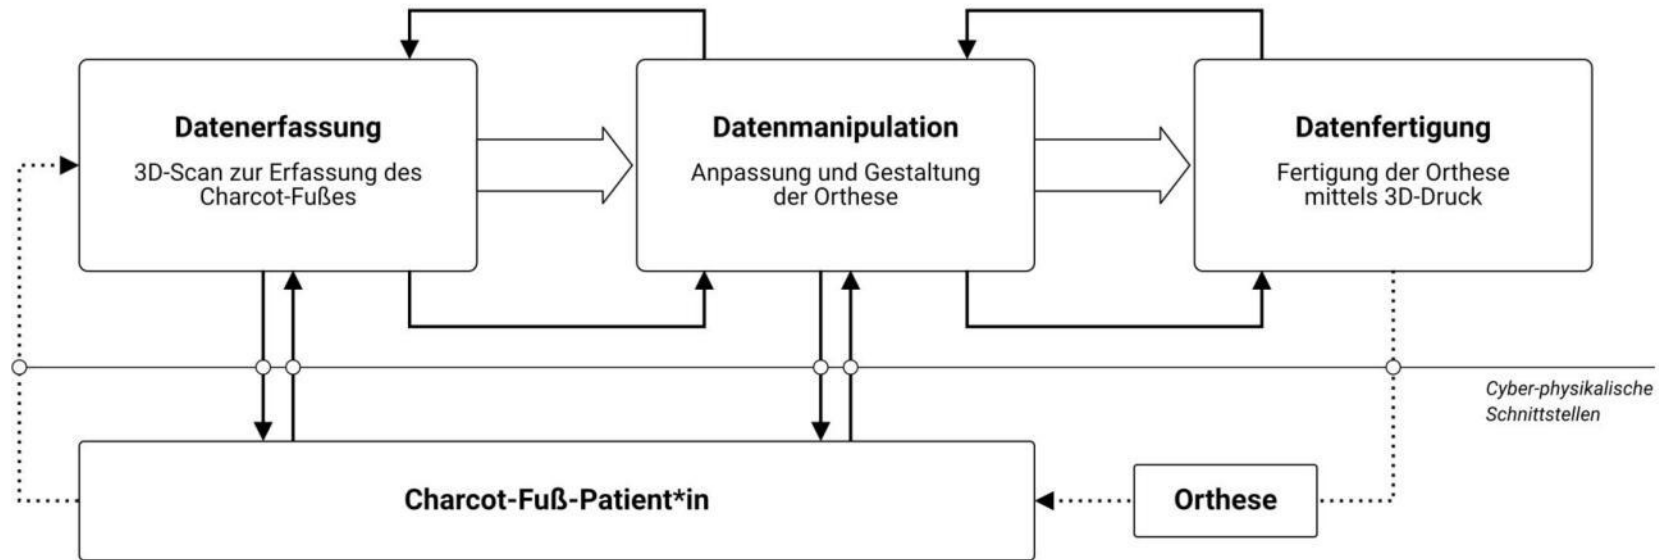 Datenerfassung
3D-Scan zur Erfassung des
Charcot-Fußes
Datenmanipulation
Anpassung und Gestaltung
der Orthese
Datenfertigung
Fertigung der Orthese
mittels 3D-Druck
Cyber-physikalische
Schnittstellen
Charcot-Fuß-Patient*in
Orthese